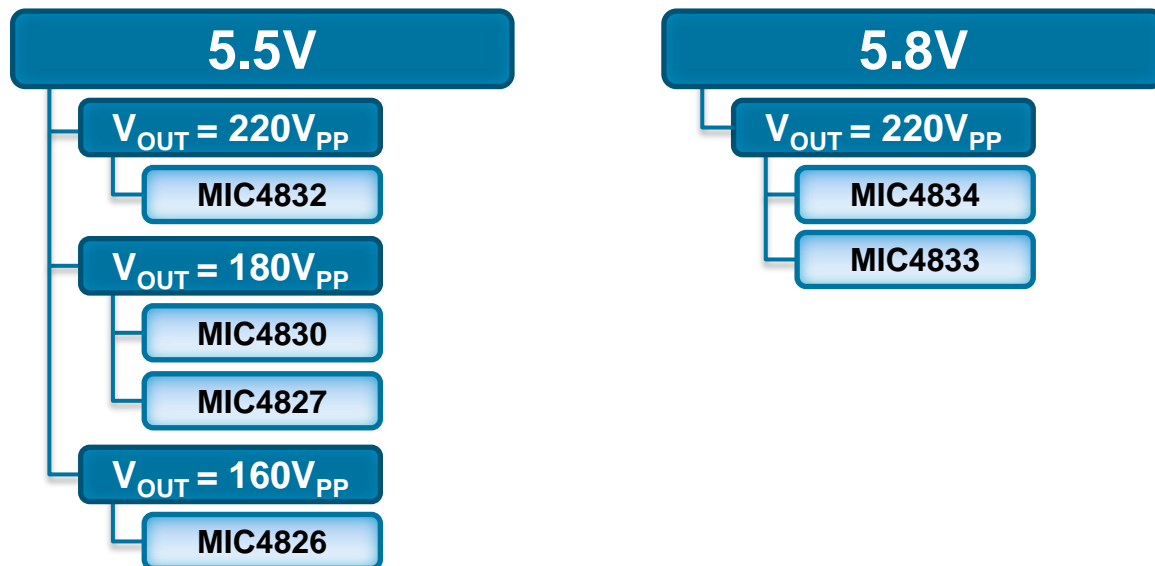 5.5V
VOUT = 220VPP
MIC4832
VOUT = 180VPP
MIC4830
MIC4827
VOUT = 160VPP
MIC4826
5.8V
VOUT = 220VPP
MIC4834
MIC4833